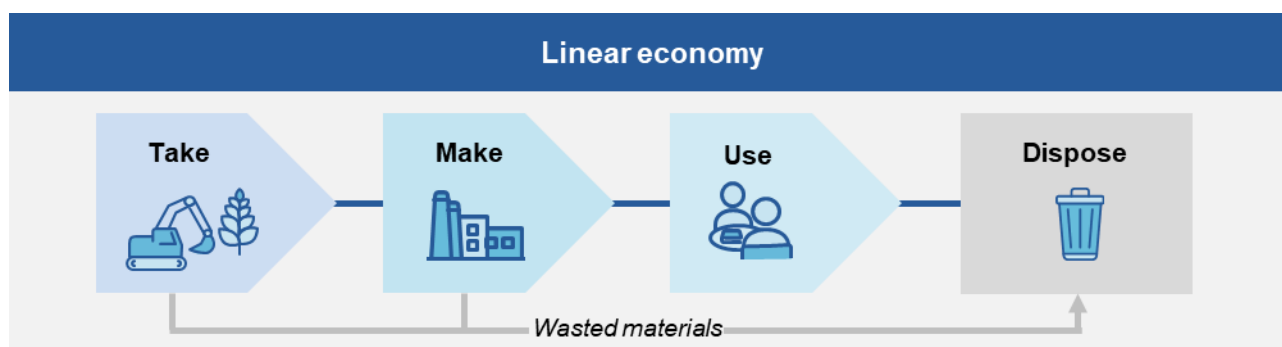 Linear economy
Take
Make
Use
Dispose
Wasted materials